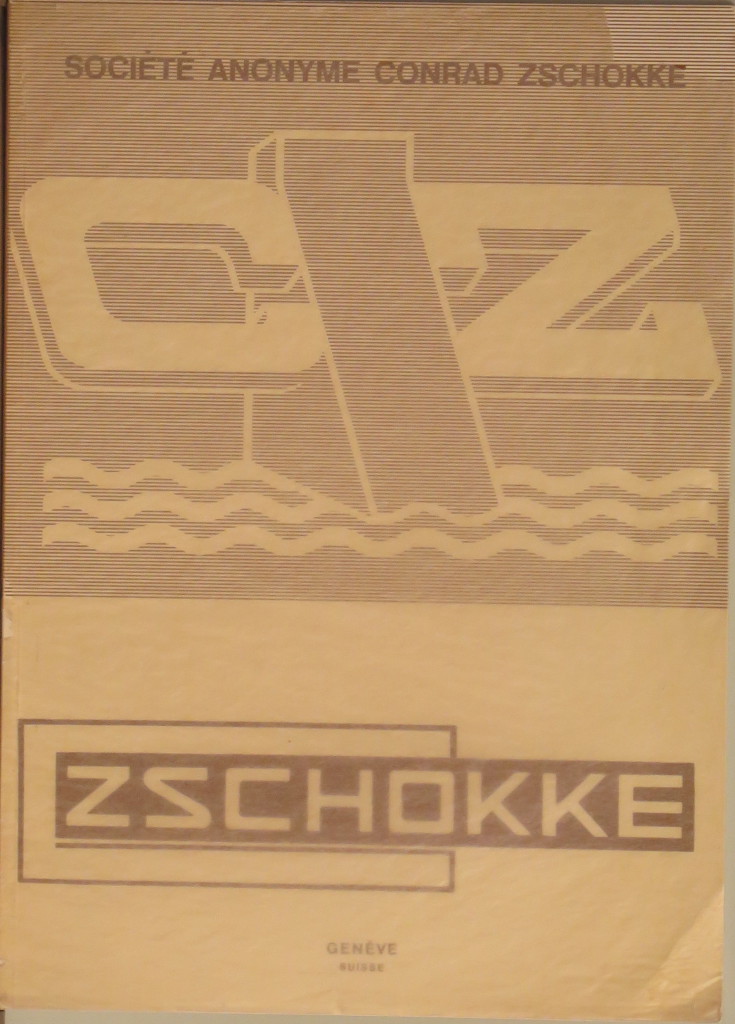 SOCIÉTÉ ANONYME CONRAD ZSCHOKKE
CZ
ZSCHOKKE
GENÈVE
SUISSE